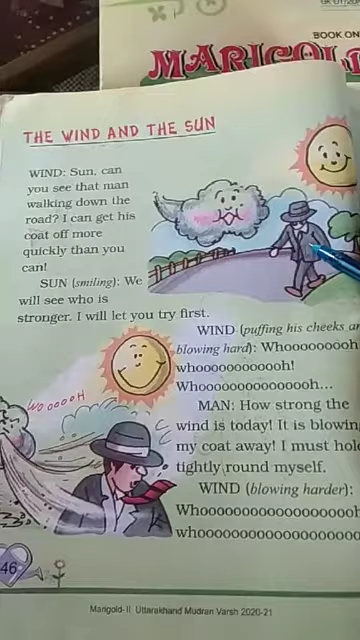 BOOK ON
MARIGOL
THE WIND AND THE SUN
WIND: Sun, can
you see that man
walking down the
road? I can get his
coat off more
quickly than you
can!
SUN (smiling): We
will see who is
stronger. I will let you try first.
WIND (puffing his cheeks an
blowing hard): Whooooooooh
whoooooooooooh!
Whooooooooooooooh...
MAN: How strong the
wind is today! It is blowin
my coat away! I must hol
tightly round myself.
WOOOOOH
WIND (blowing harder):
Whooooooooooooooooooh
whoooooooooooooooooooo
46
Marigold-II Uttarakhand Mudran Varsh 2020-21